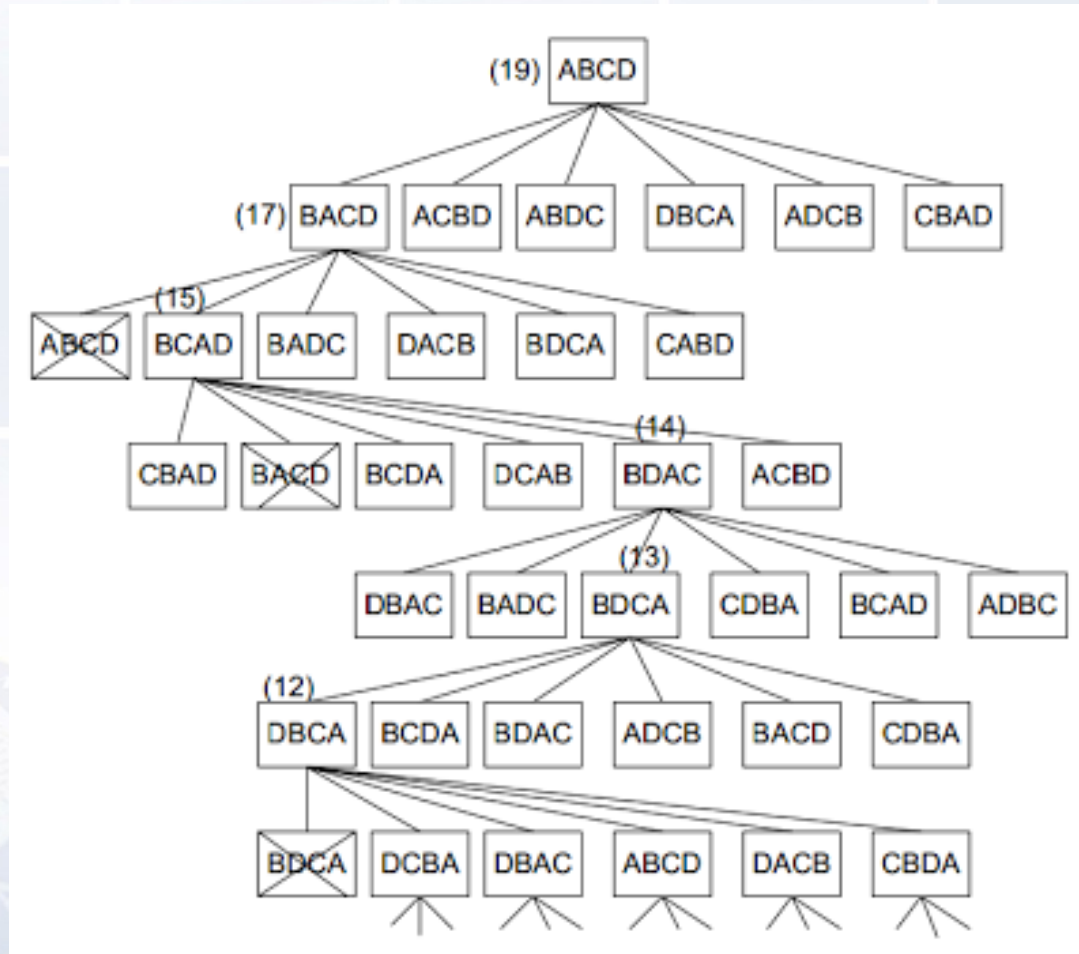 (19) ABCD
(17) BACD ACBD ABDC DBCA ADCB CBAD
(15)
ABCD BCAD BADC DACB BDCA CABD
(14)
CBAD BACD BCDA DCAB BDAC ACBD
(13)
DBAC BADC BDCA CDBA BCAD ADBC
(12)
DBCA BCDA BDAC ADCB BACD CDBA
BDCA DCBA DBAC ABCD DACB CBDA